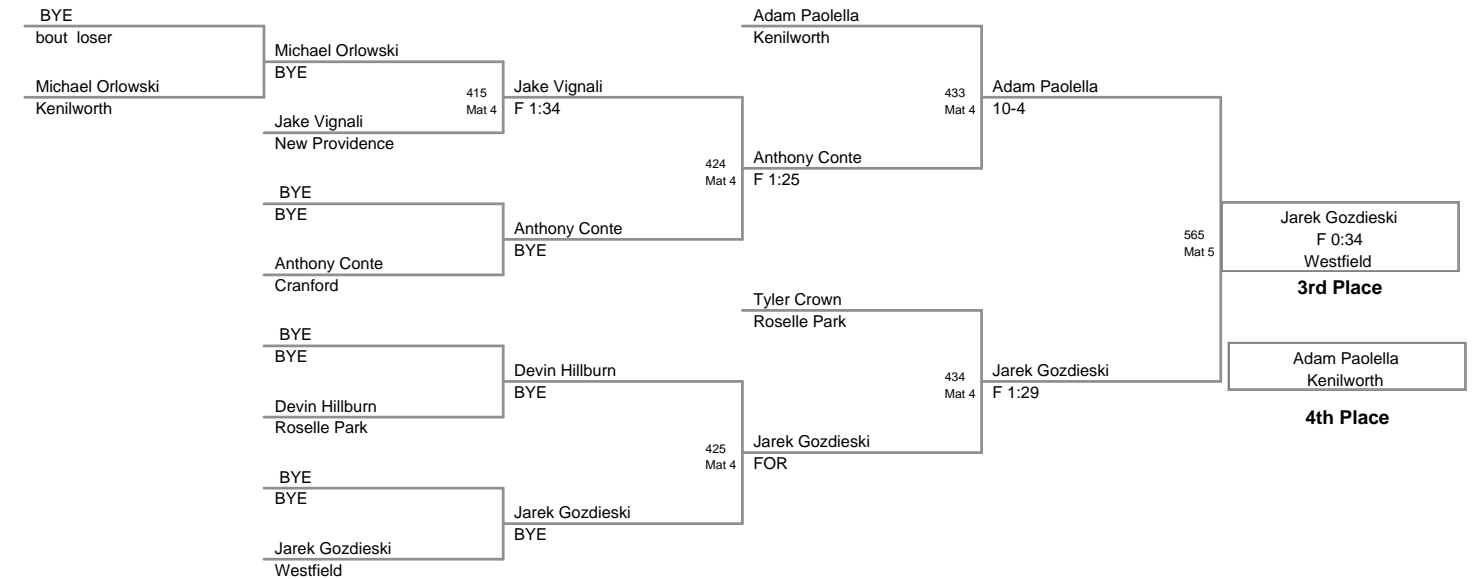 BYE
bout loser
Michael Orlowski
Kenilworth
Michael Orlowski
BYE
Jake Vignali
New Providence
BYE
BYE
Anthony Conte
Cranford
BYE
BYE
Devin Hillburn
Roselle Park
BYE
BYE
Jarek Gozdieski
Westfield
415
Mat 4
Jake Vignali
F 1:34
Anthony Conte
BYE
Devin Hillburn
BYE
Jarek Gozdieski
BYE
Adam Paolella
Kenilworth
424
Mat 4
Anthony Conte
F 1:25
Tyler Crown
Roselle Park
425
Mat 4
Jarek Gozdieski
FOR
433
Mat 4
Adam Paolella
10-4
434
Mat 4
Jarek Gozdieski
F 1:29
565
Mat 5
Jarek Gozdieski
F 0:34
Westfield
3rd Place
Adam Paolella
Kenilworth
4th Place